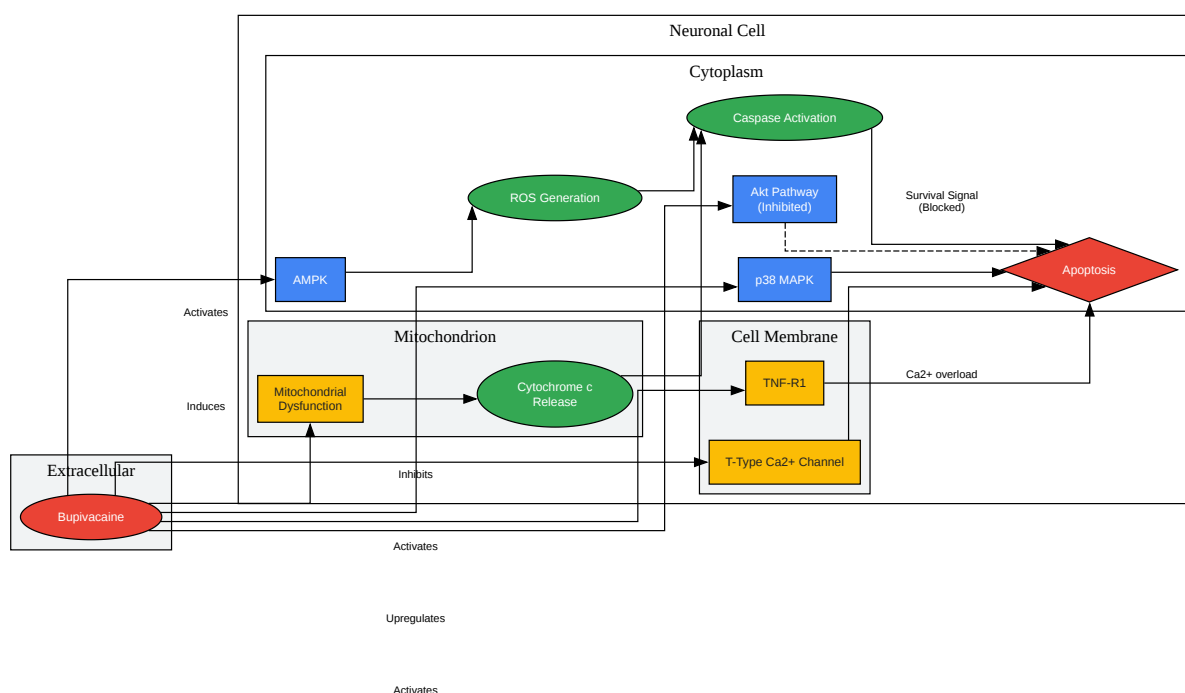 Neuronal Cell
Cytoplasm
Caspase Activation
Akt Pathway
(Inhibited)
Survival Signal
(Blocked)
ROS Generation
AMPK
p38 MAPK
Apoptosis
Activates
Mitochondrion
Cell Membrane
Mitochondrial
Dysfunction
Cytochrome c
Release
TNF-R1
Ca2+ overload
Induces
Extracellular
Inhibits
T-Type Ca2+ Channel
Bupivacaine
Activates
Upregulates
Activates